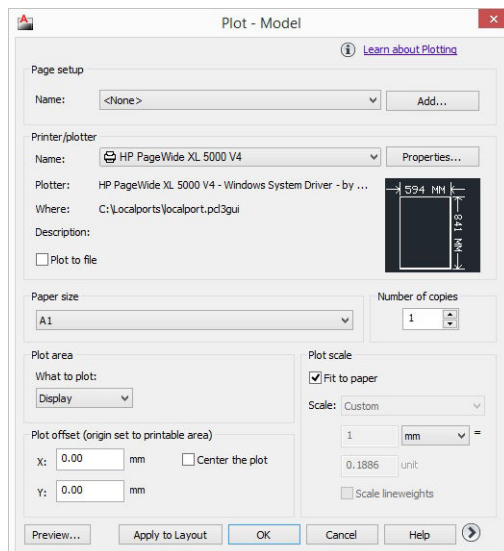 Plot - Model
Learn about Plotting
Page setup
Name: <None> Add...
Printer/plotter
Name: HP PageWide XL 5000 V4 Properties...
Plotter: HP PageWide XL 5000 V4 - Windows System Driver - by ...
Where: C:\Localports\localport.pcl3gui
Description:
Plot to file
594 MM
841 MM
Paper size
A1
Number of copies
1
Plot area
What to plot:
Display
Plot offset (origin set to printable area)
X: 0.00 mm Center the plot
Y: 0.00 mm
Plot scale
Fit to paper
Scale: Custom
1 mm =
0.1886 unit
Scale lineweights
Preview... Apply to Layout OK Cancel Help